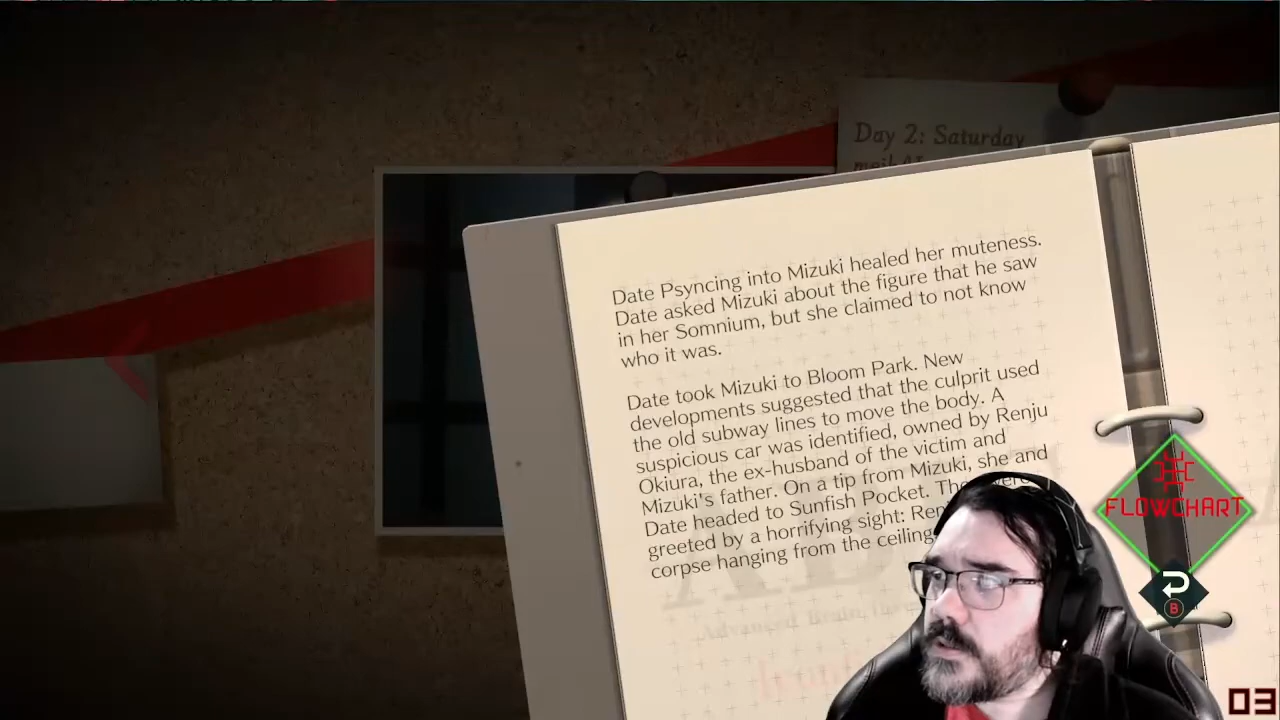 Day 2: Saturday
Date Psyncing into Mizuki healed her muteness.
Date asked Mizuki about the figure that he saw
in her Somnium, but she claimed to not know
who it was.
Date took Mizuki to Bloom Park. New
developments suggested that the culprit used
the old subway lines to move the body. A
suspicious car was identified, owned by Renju
Okiura, the ex-husband of the victim and
Mizuki's father. On a tip from Mizuki, she and
Date headed to Sunfish Pocket.
greeted by a horrifying sight:
corpse hanging from the ceiling
FLOWCHART
B
Advanced Brain
03